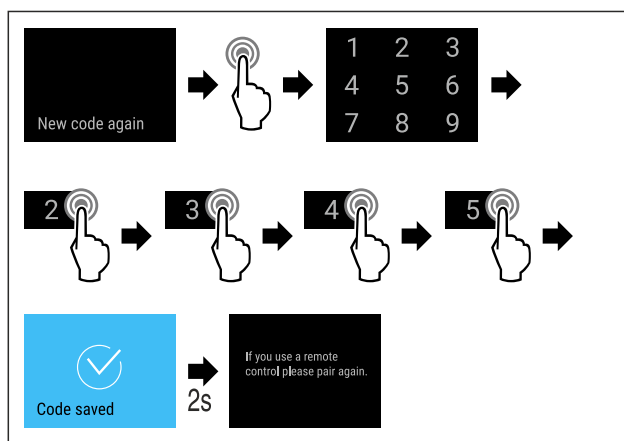 New code again
1 2 3
4 5 6
7 8 9
2
3
4
5
Code saved
2s
If you use a remote
control please pair again.